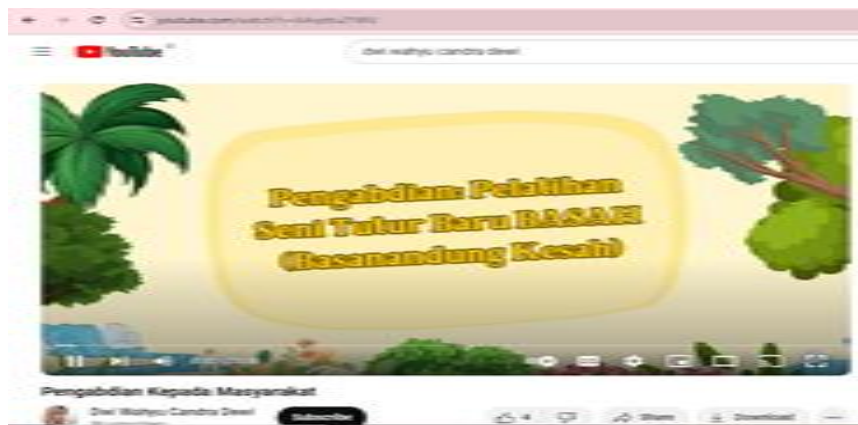 YouTube
dwi wahyu candra dewi
Pengabdian: Pelatihan
Seni Tutur Baru BASAH
(Basanandung Kesah)
Pengabdian Kepada Masyarakat
Dwi Wahyu Candra Dewi
Subscribe
4
Share
Download